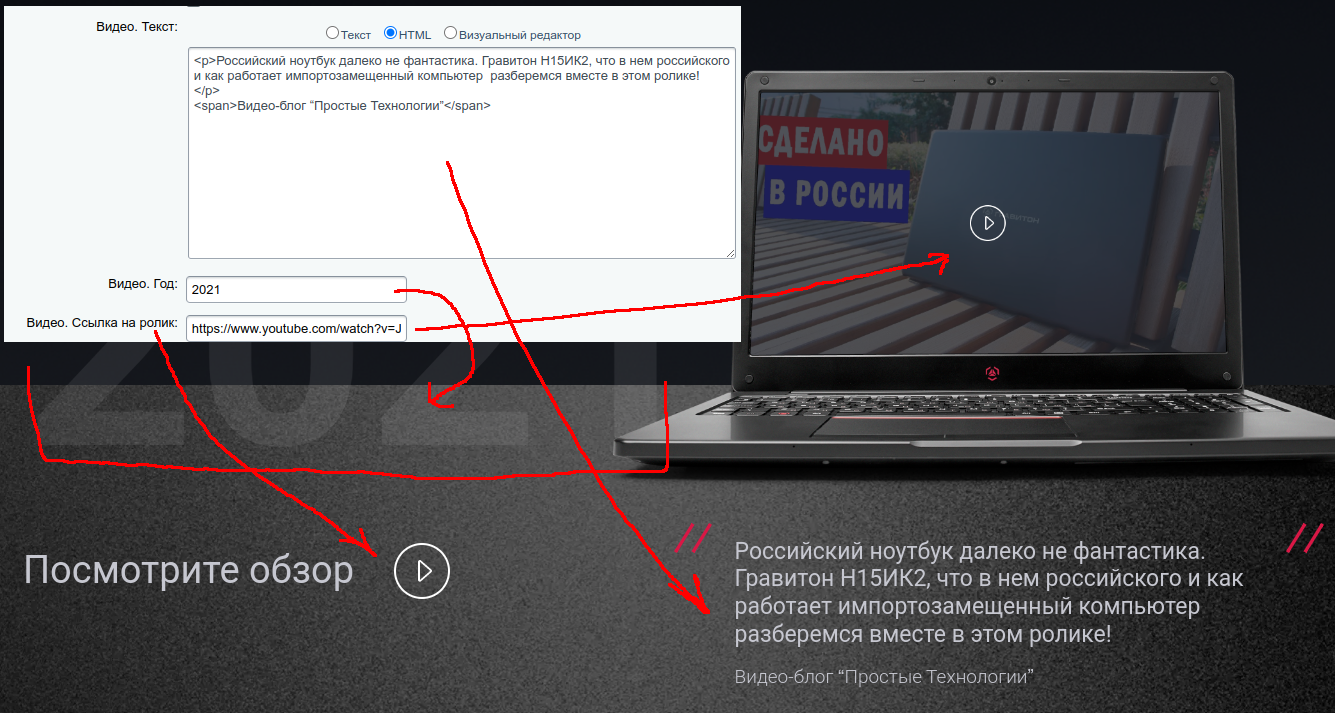 Видео. Текст:
Текст HTML Визуальный редактор
<p>Российский ноутбук далеко не фантастика. Гравитон Н15ИК2, что в нем российского
и как работает импортозамещенный компьютер  разберемся вместе в этом ролике!
</p>
<span>Видео-блог “Простые Технологии”</span>
Видео. Год:
2021
Видео. Ссылка на ролик:
https://www.youtube.com/watch?v=J
СДЕЛАНО
В РОССИИ
2021
Посмотрите обзор
Российский ноутбук далеко не фантастика.
Гравитон Н15ИК2, что в нем российского и как
работает импортозамещенный компьютер
разберемся вместе в этом ролике!
Видео-блог “Простые Технологии”